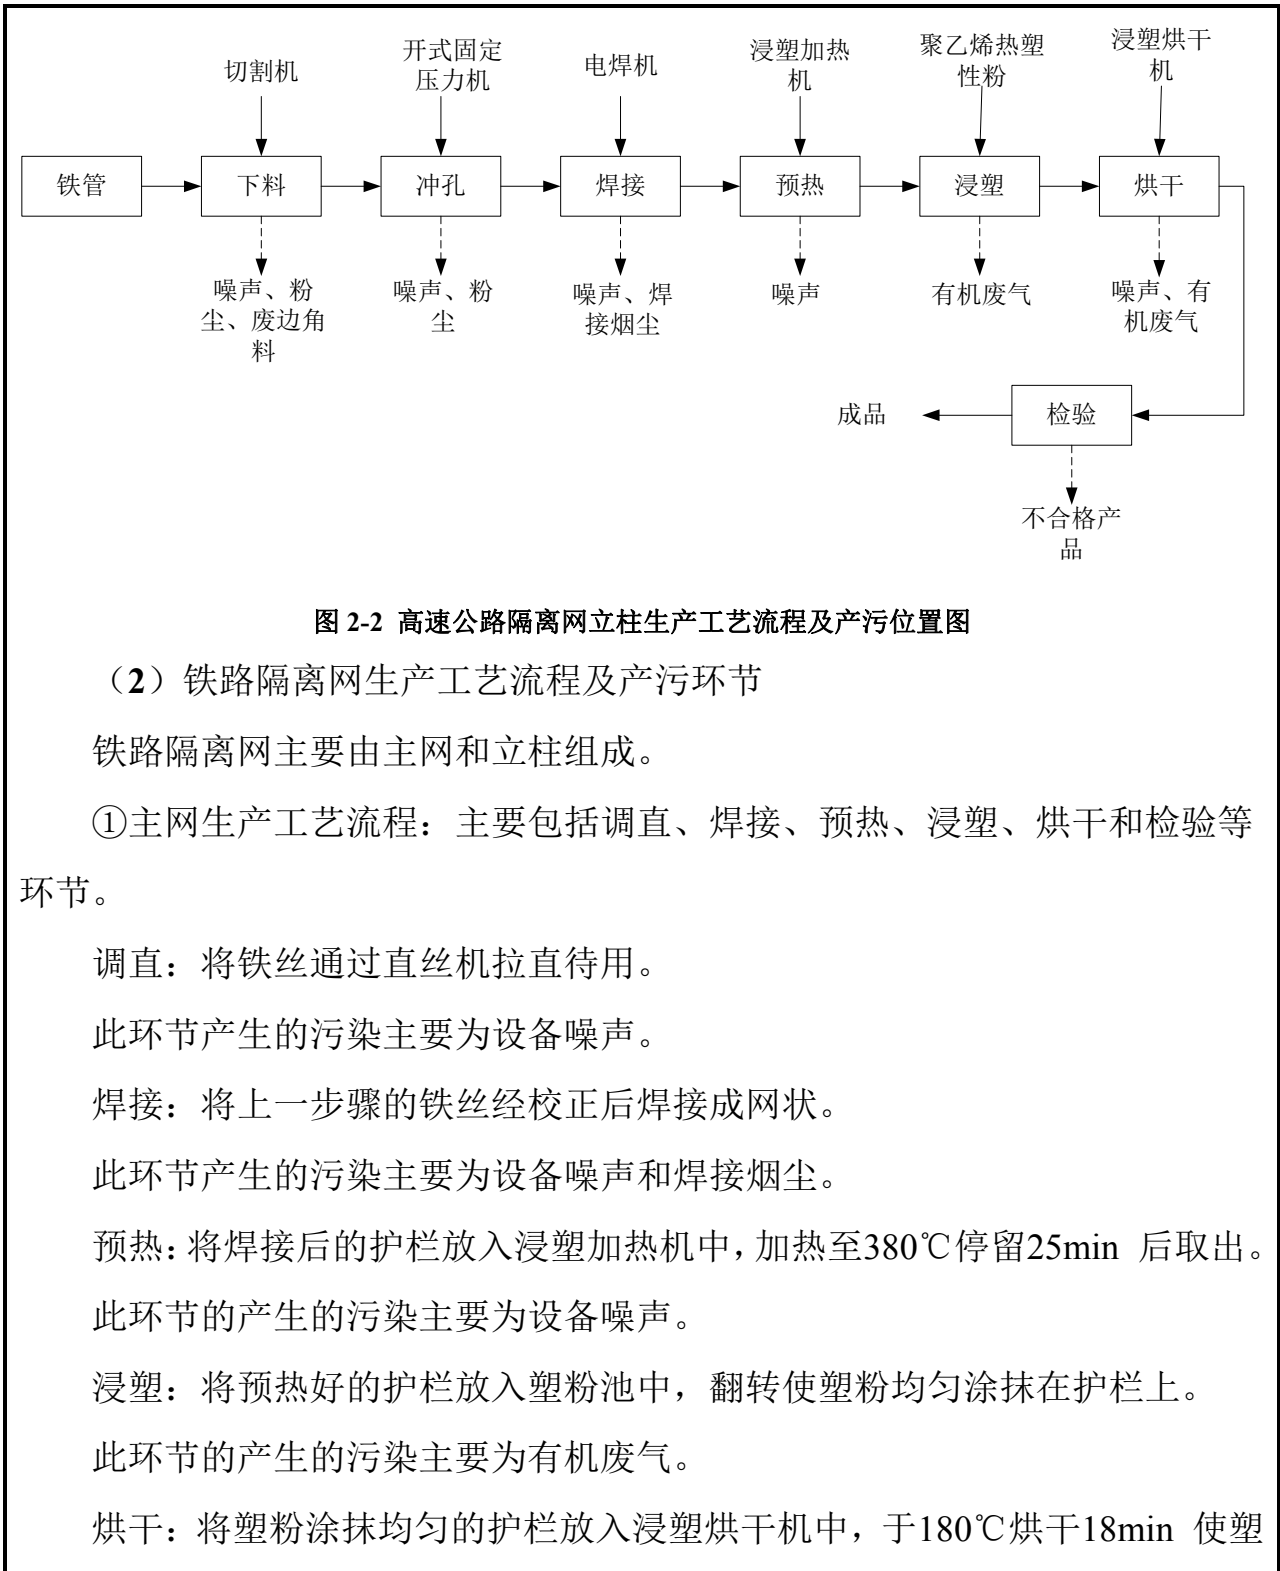 切割机
开式固定
压力机
电焊机
浸塑加热
机
聚乙烯热塑
性粉
浸塑烘干
机
铁管
下料
冲孔
焊接
预热
浸塑
烘干
噪声、粉
尘、废边角
料
噪声、粉
尘
噪声、焊
接烟尘
噪声
有机废气
噪声、有
机废气
成品
检验
不合格产
品
图 2-2 高速公路隔离网立柱生产工艺流程及产污位置图
（2）铁路隔离网生产工艺流程及产污环节
铁路隔离网主要由主网和立柱组成。
①主网生产工艺流程：主要包括调直、焊接、预热、浸塑、烘干和检验等
环节。
调直：将铁丝通过直丝机拉直待用。
此环节产生的污染主要为设备噪声。
焊接：将上一步骤的铁丝经校正后焊接成网状。
此环节产生的污染主要为设备噪声和焊接烟尘。
预热：将焊接后的护栏放入浸塑加热机中，加热至380℃停留25min 后取出。
此环节的产生的污染主要为设备噪声。
浸塑：将预热好的护栏放入塑粉池中，翻转使塑粉均匀涂抹在护栏上。
此环节的产生的污染主要为有机废气。
烘干：将塑粉涂抹均匀的护栏放入浸塑烘干机中，于180℃烘干18min 使塑